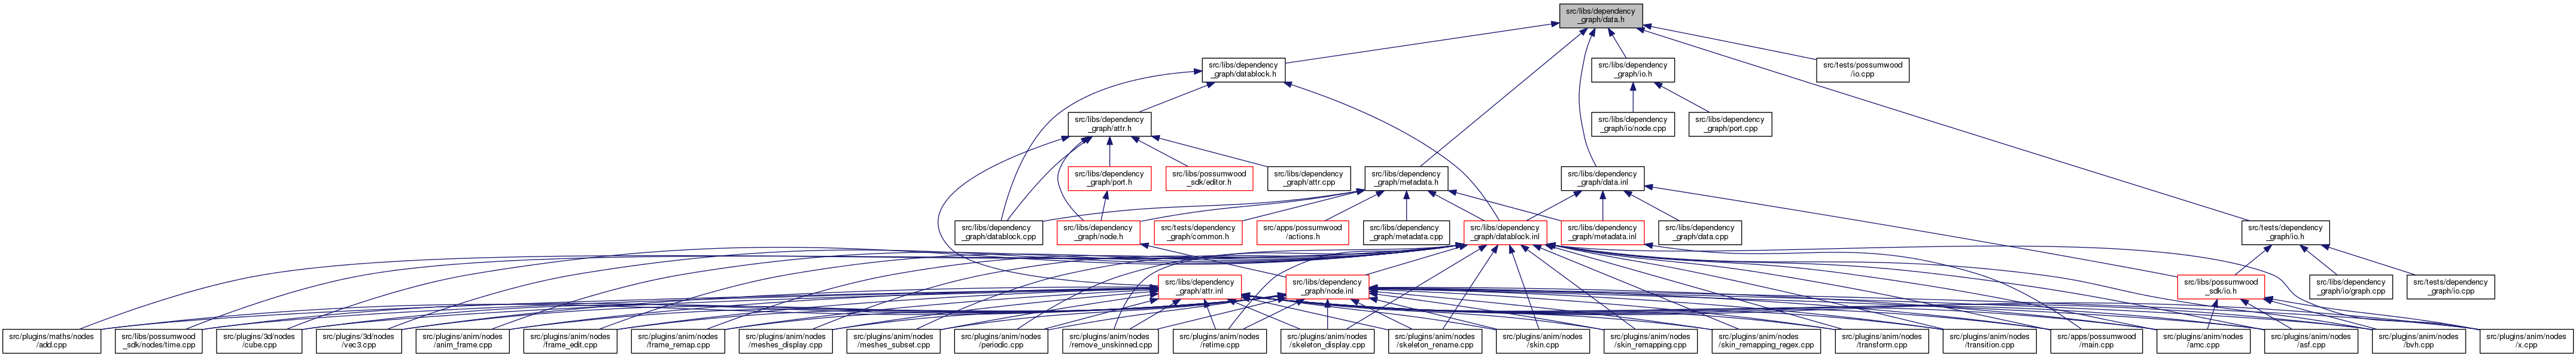 src/libs/dependency
_graph/data.h
src/libs/dependency
_graph/datablock.h
src/libs/dependency
_graph/io.h
src/tests/possumwood
/io.cpp
src/libs/dependency
_graph/attr.h
src/libs/dependency
_graph/io/node.cpp
src/libs/dependency
_graph/port.cpp
src/libs/dependency
_graph/port.h
src/libs/possumwood
_sdk/editor.h
src/libs/dependency
_graph/attr.cpp
src/libs/dependency
_graph/metadata.h
src/libs/dependency
_graph/data.inl
src/libs/dependency
_graph/datablock.cpp
src/libs/dependency
_graph/node.h
src/tests/dependency
_graph/common.h
src/apps/possumwood
/actions.h
src/libs/dependency
_graph/metadata.cpp
src/libs/dependency
_graph/datablock.inl
src/libs/dependency
_graph/metadata.inl
src/libs/dependency
_graph/data.cpp
src/tests/dependency
_graph/io.h
src/libs/dependency
_graph/attr.inl
src/libs/dependency
_graph/node.inl
src/libs/possumwood
_sdk/io.h
src/libs/dependency
_graph/io/graph.cpp
src/tests/dependency
_graph/io.cpp
src/plugins/maths/nodes
/add.cpp
src/libs/possumwood
_sdk/nodes/time.cpp
src/plugins/3d/nodes
/cube.cpp
src/plugins/3d/nodes
/vec3.cpp
src/plugins/anim/nodes
/anim_frame.cpp
src/plugins/anim/nodes
/frame_edit.cpp
src/plugins/anim/nodes
/frame_remap.cpp
src/plugins/anim/nodes
/meshes_display.cpp
src/plugins/anim/nodes
/meshes_subset.cpp
src/plugins/anim/nodes
/periodic.cpp
src/plugins/anim/nodes
/remove_unskinned.cpp
src/plugins/anim/nodes
/retime.cpp
src/plugins/anim/nodes
/skeleton_display.cpp
src/plugins/anim/nodes
/skeleton_rename.cpp
src/plugins/anim/nodes
/skin.cpp
src/plugins/anim/nodes
/skin_remapping.cpp
src/plugins/anim/nodes
/skin_remapping_regex.cpp
src/plugins/anim/nodes
/transform.cpp
src/plugins/anim/nodes
/transition.cpp
src/apps/possumwood
/main.cpp
src/plugins/anim/nodes
/amc.cpp
src/plugins/anim/nodes
/asf.cpp
src/plugins/anim/nodes
/bvh.cpp
src/plugins/anim/nodes
/x.cpp